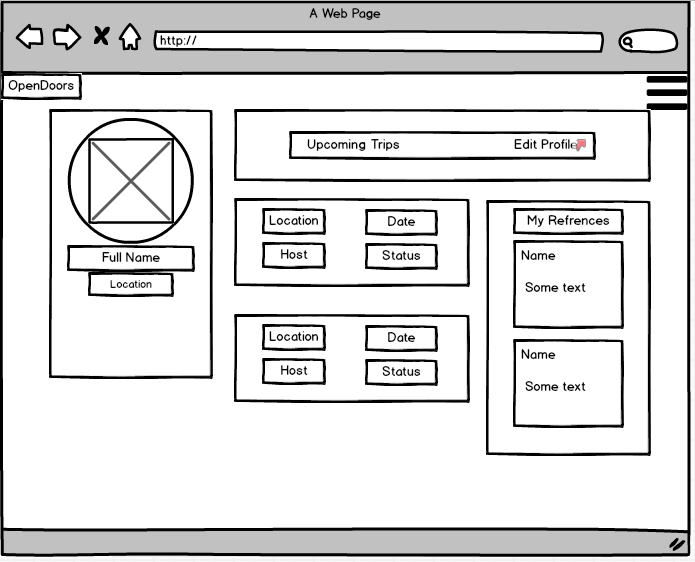 A Web Page
http://
OpenDoors
Upcoming Trips
Edit Profile
Full Name
Location
Location
Date
Host
Status
Location
Date
Host
Status
My Refrences
Name
Some text
Name
Some text